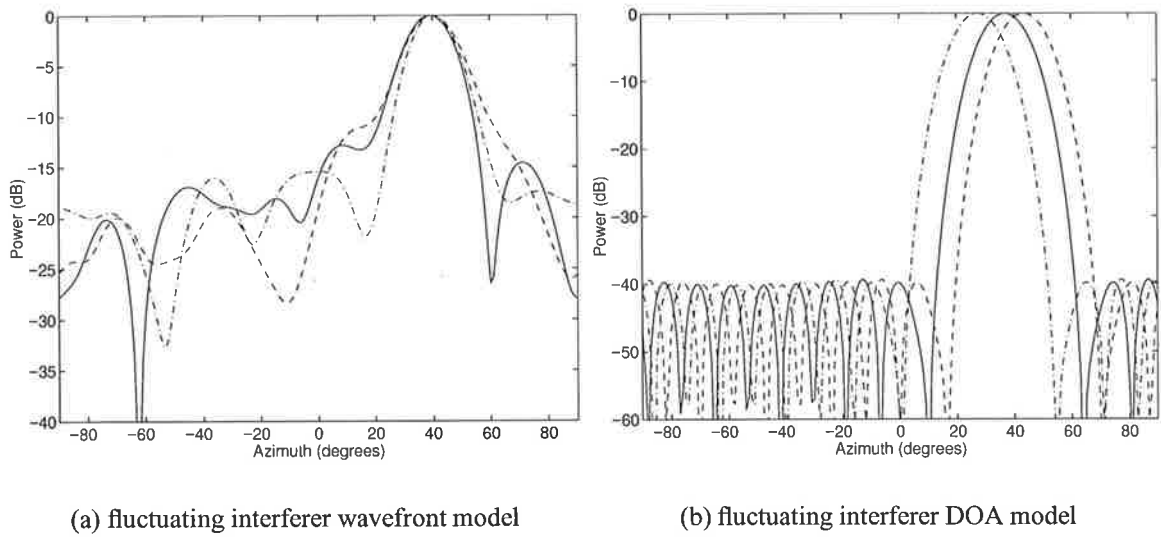 0
−5
−10
−15
−20
−25
−30
−35
−40
Power (dB)
−80 −60 −40 −20 0 20 40 60 80
Azimuth (degrees)
0
−10
−20
−30
−40
−50
−60
Power (dB)
−80 −60 −40 −20 0 20 40 60 80
Azimuth (degrees)
(a) fluctuating interferer wavefront model
(b) fluctuating interferer DOA model